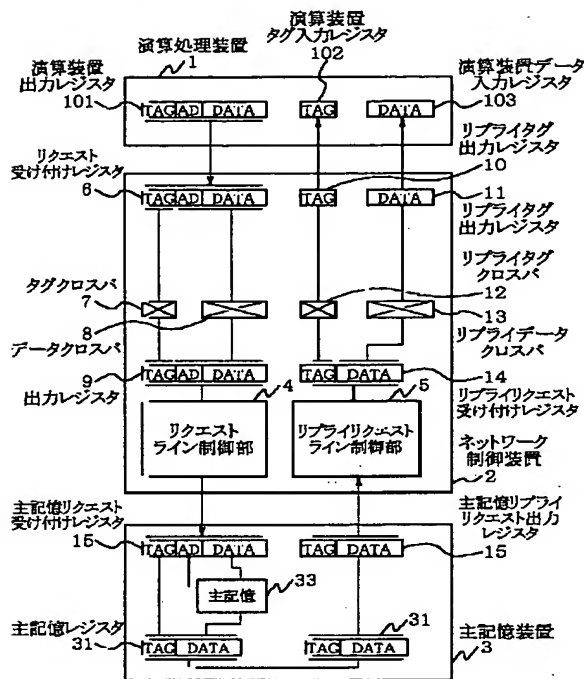 演算処理装置
1
演算装置
タグ入力レジスタ
102
演算装置
出力レジスタ
101
演算装置データ
入力レジスタ
103
TAG AD DATA
TAG
DATA
リクエスト
受け付けレジスタ
6
リプライタグ
出力レジスタ
10
TAG AD DATA
TAG
DATA
11
リプライタグ
出力レジスタ
タグクロスバ
7
8
リプライタグ
クロスバ
12
13
データクロスバ
9
出力レジスタ
リプライデータ
クロスバ
14
TAG AD DATA
TAG DATA
4
5
リプライリクエスト
受け付けレジスタ
リクエスト
ライン制御部
リプライリクエスト
ライン制御部
ネットワーク
制御装置
2
主記憶リクエスト
受け付けレジスタ
15
主記憶リプライ
リクエスト出力
レジスタ
15
TAG AD DATA
TAG DATA
主記憶
33
主記憶レジスタ
31
TAG DATA
31
TAG DATA
主記憶装置
3